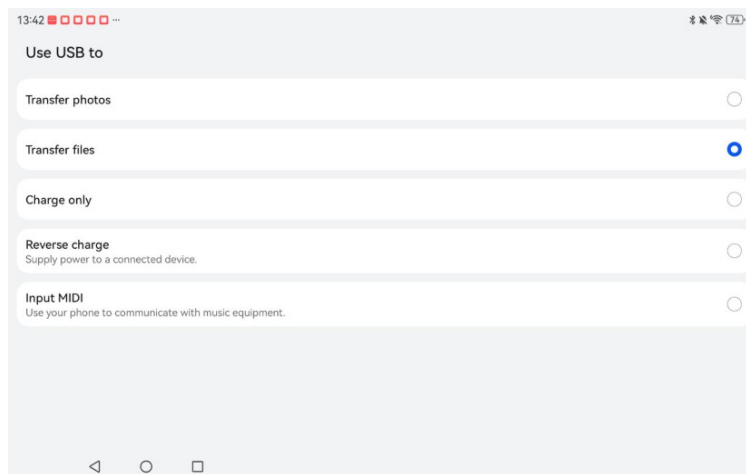 13:42
74
Use USB to
Transfer photos
Transfer files
Charge only
Reverse charge
Supply power to a connected device.
Input MIDI
Use your phone to communicate with music equipment.